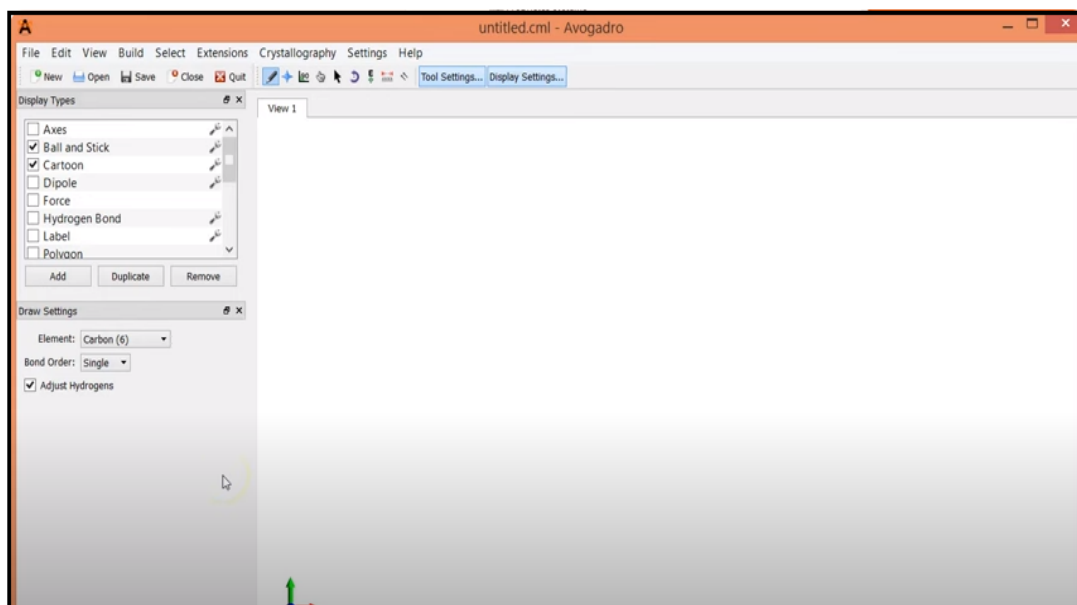 untitled.cml - Avogadro
File Edit View Build Select Extensions Crystallography Settings Help
New Open Save Close Quit Tool Settings... Display Settings...
Display Types
View 1
Axes
Ball and Stick
Cartoon
Dipole
Force
Hydrogen Bond
Label
Polygon
Add Duplicate Remove
Draw Settings
Element: Carbon (6)
Bond Order: Single
Adjust Hydrogens